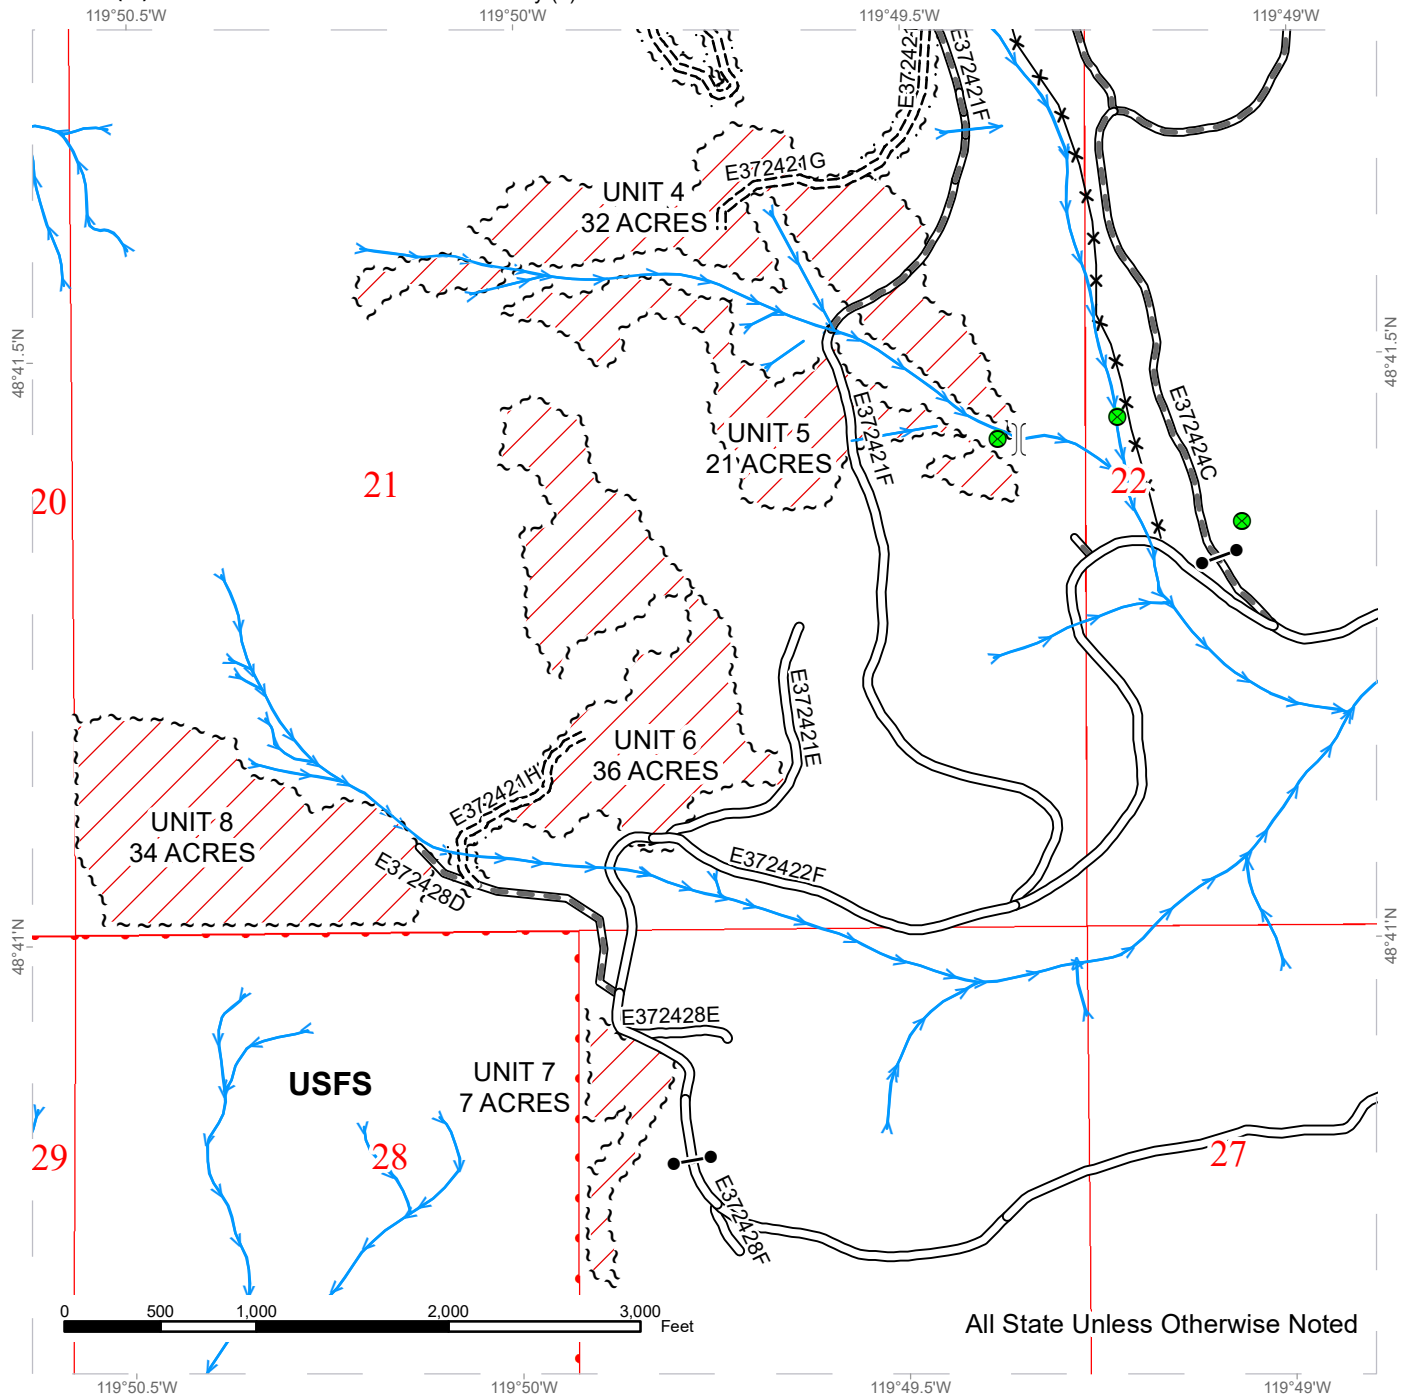 119°50.5'W
119°50'W
119°49.5'W
119°49'W
E372421F
E372421G
UNIT 4
32 ACRES
48°41.5'N
48°41.5'N
E372421F
E372424C
UNIT 5
21 ACRES
20
21
22
E372421E
UNIT 6
36 ACRES
E372421H
UNIT 8
34 ACRES
E372428D
E372422F
48°41'N
48°41'N
E372428E
UNIT 7
7 ACRES
USFS
29
28
27
E372428F
0 500 1,000 2,000 3,000
Feet
All State Unless Otherwise Noted
119°50.5'W
119°50'W
119°49.5'W
119°49'W